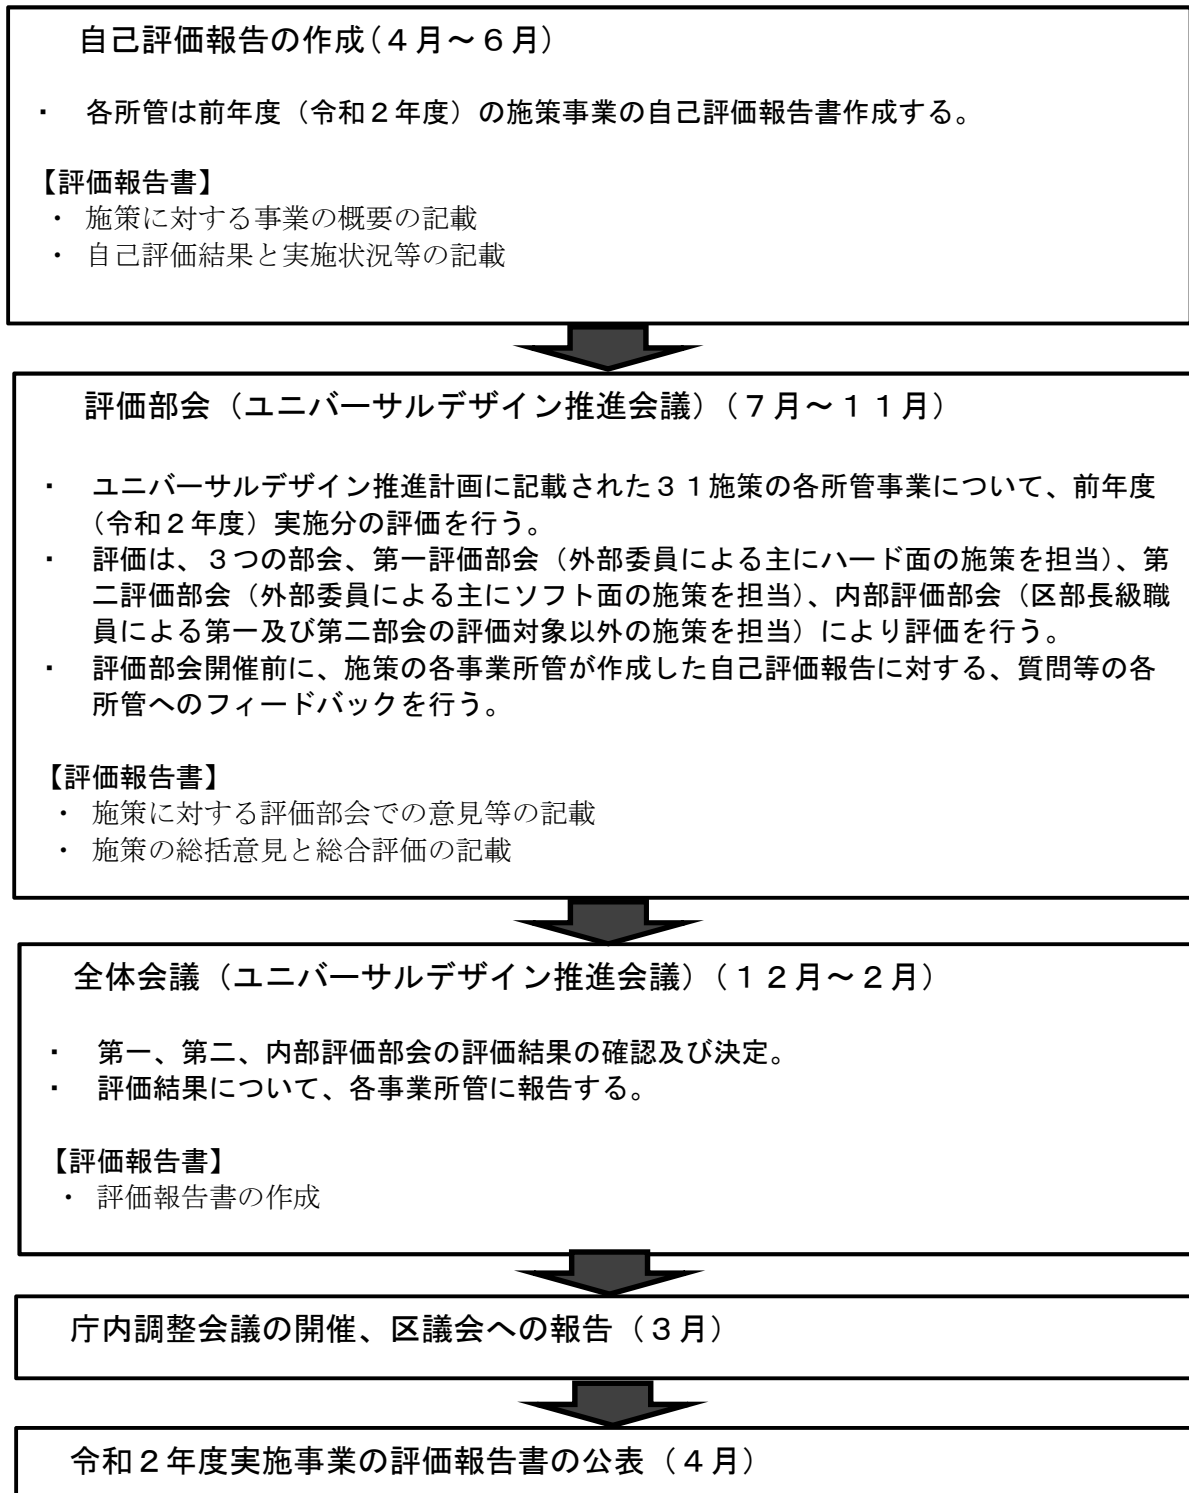 自己評価報告の作成(４月～６月)
・ 各所管は前年度（令和２年度）の施策事業の自己評価報告書作成する。
【評価報告書】
・ 施策に対する事業の概要の記載
・ 自己評価結果と実施状況等の記載
評価部会（ユニバーサルデザイン推進会議）（７月～１１月）
・ ユニバーサルデザイン推進計画に記載された３１施策の各所管事業について、前年度
（令和２年度）実施分の評価を行う。
・ 評価は、３つの部会、第一評価部会（外部委員による主にハード面の施策を担当）、第
二評価部会（外部委員による主にソフト面の施策を担当）、内部評価部会（区部長級職
員による第一及び第二部会の評価対象以外の施策を担当）により評価を行う。
・ 評価部会開催前に、施策の各事業所管が作成した自己評価報告に対する、質問等の各
所管へのフィードバックを行う。
【評価報告書】
・ 施策に対する評価部会での意見等の記載
・ 施策の総括意見と総合評価の記載
全体会議（ユニバーサルデザイン推進会議）（１２月～２月）
・ 第一、第二、内部評価部会の評価結果の確認及び決定。
・ 評価結果について、各事業所管に報告する。
【評価報告書】
・ 評価報告書の作成
庁内調整会議の開催、区議会への報告（３月）
令和２年度実施事業の評価報告書の公表（４月）